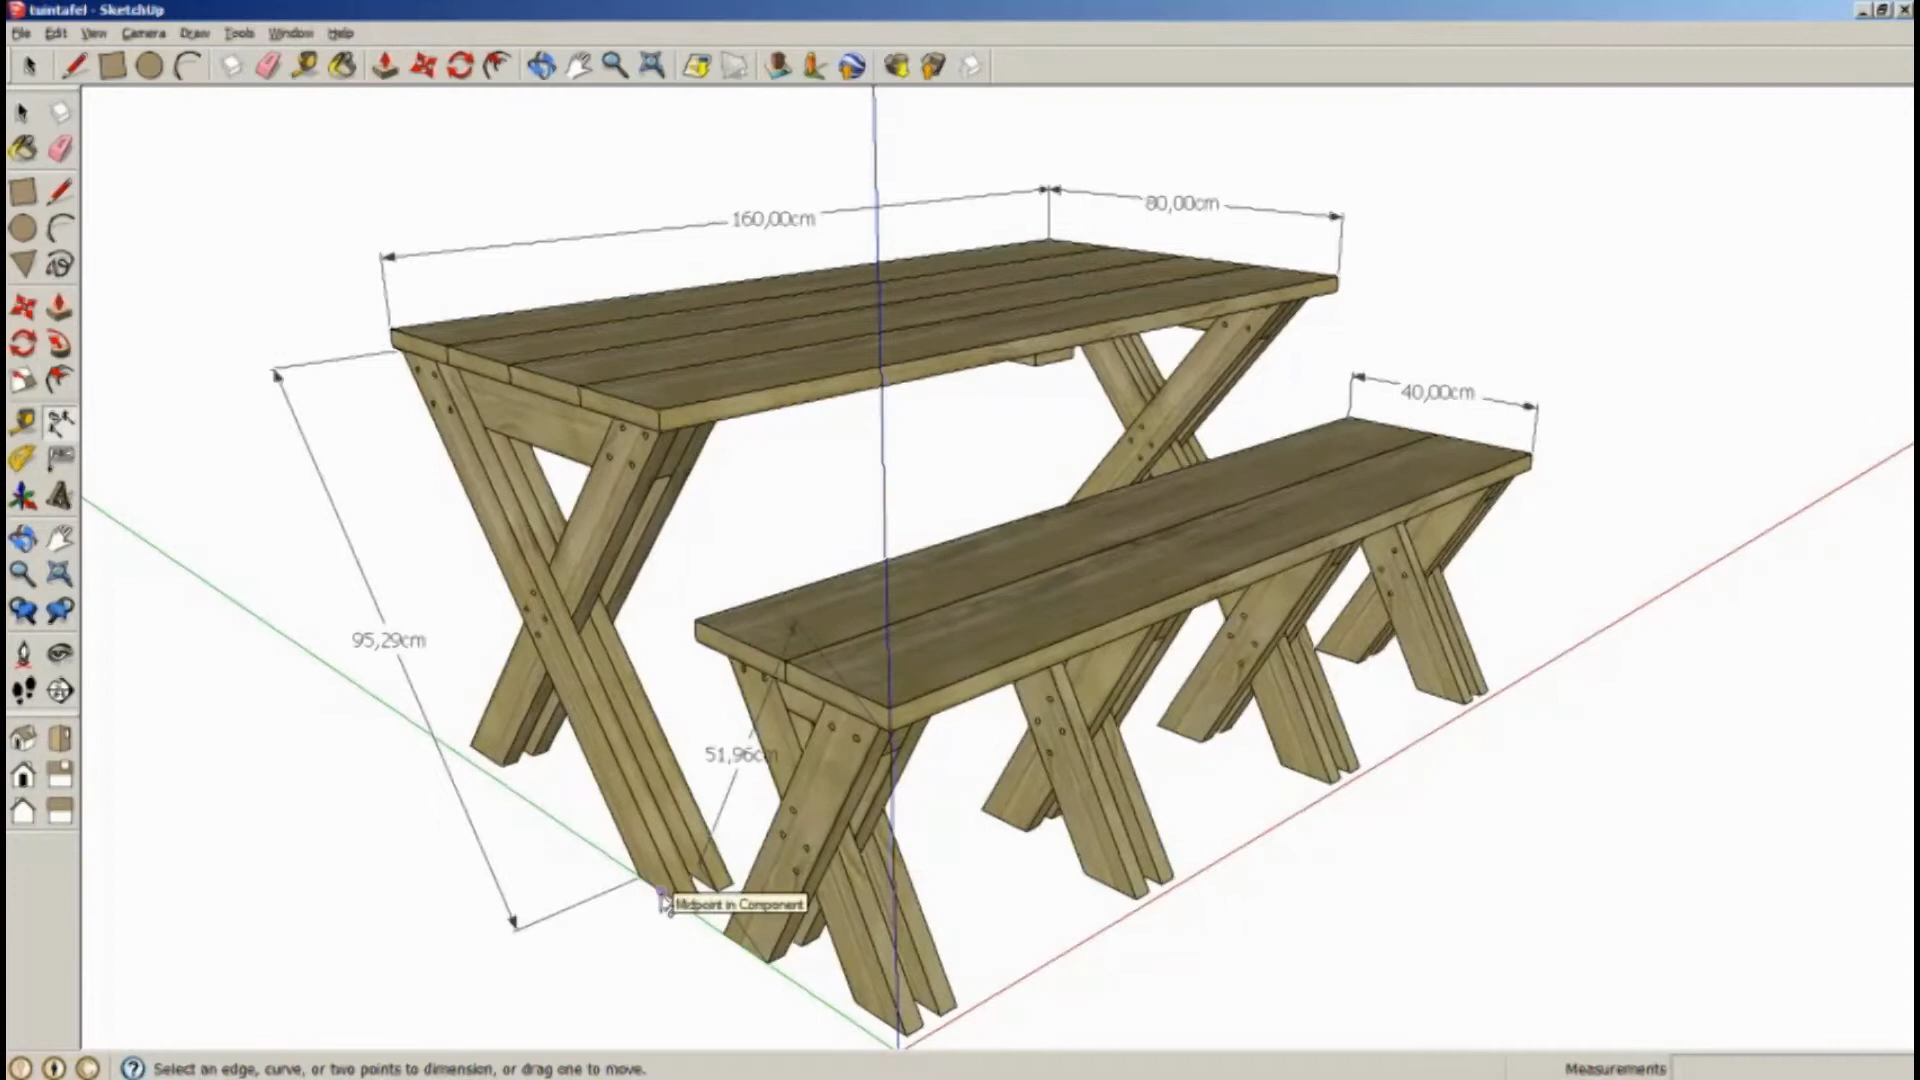 tuintafel - SketchUp
File Edit View Camera Draw Tools Window Help
160,00cm
80,00cm
40,00cm
95,29cm
51,96cm
Midpoint in Component
Select an edge, curve, or two points to dimension, or drag one to move.
Measurements